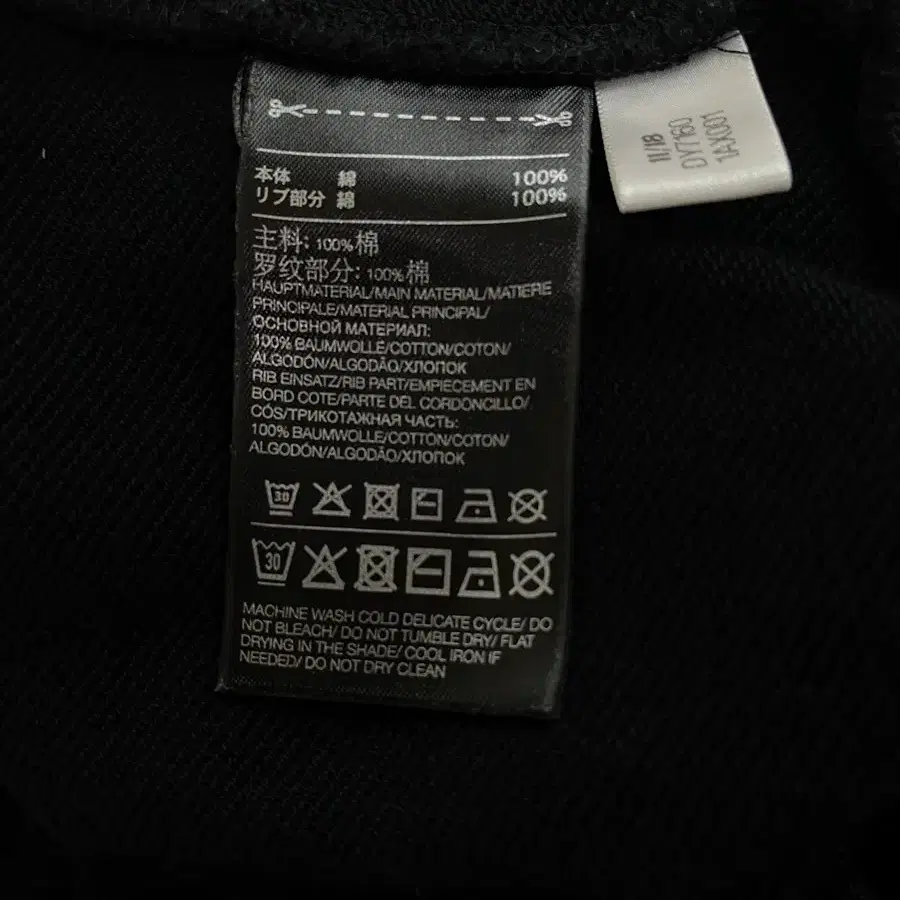 本体 綿 100%
リブ部分 綿 100%
主料: 100%棉
罗纹部分: 100%棉
HAUPTMATERIAL/MAIN MATERIAL/MATIERE
PRINCIPALE/MATERIAL PRINCIPAL/
ОСНОВНОЙ МАТЕРИАЛ:
100% BAUMWOLLE/COTTON/COTON/
ALGODÓN/ALGODÃO/ХЛОПОК
RIB EINSATZ/RIB PART/EMPIECEMENT EN
BORD COTE/PARTE DEL CORDONCILLO/
CÓS/ТРИКОТАЖНАЯ ЧАСТЬ:
100% BAUMWOLLE/COTTON/COTON/
ALGODÓN/ALGODÃO/ХЛОПОК
30
30
MACHINE WASH COLD DELICATE CYCLE/ DO
NOT BLEACH/ DO NOT TUMBLE DRY/ FLAT
DRYING IN THE SHADE/ COOL IRON IF
NEEDED/ DO NOT DRY CLEAN
11/18
DY7160
1AX001